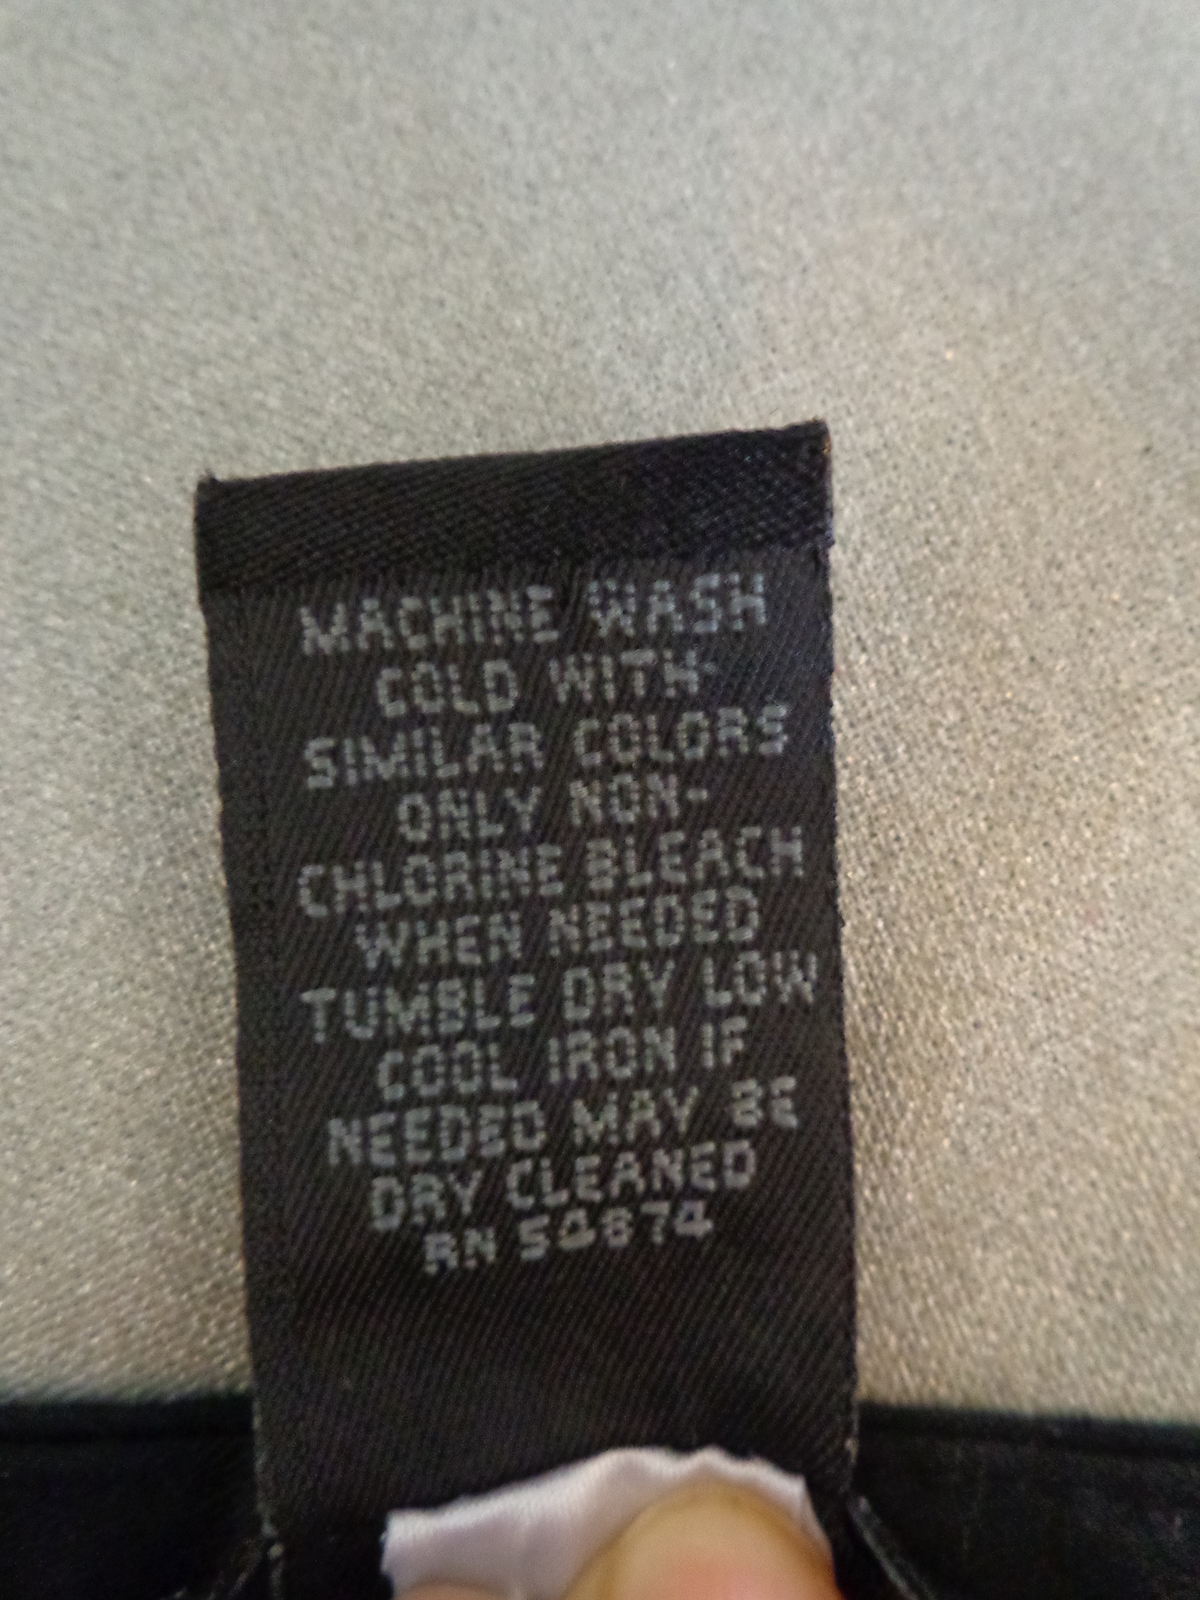 MACHINE WASH
COLD WITH
SIMILAR COLORS
ONLY NON-
CHLORINE BLEACH
WHEN NEEDED
TUMBLE DRY LOW
COOL IRON IF
NEEDED MAY BE
DRY CLEANED
RN 54874